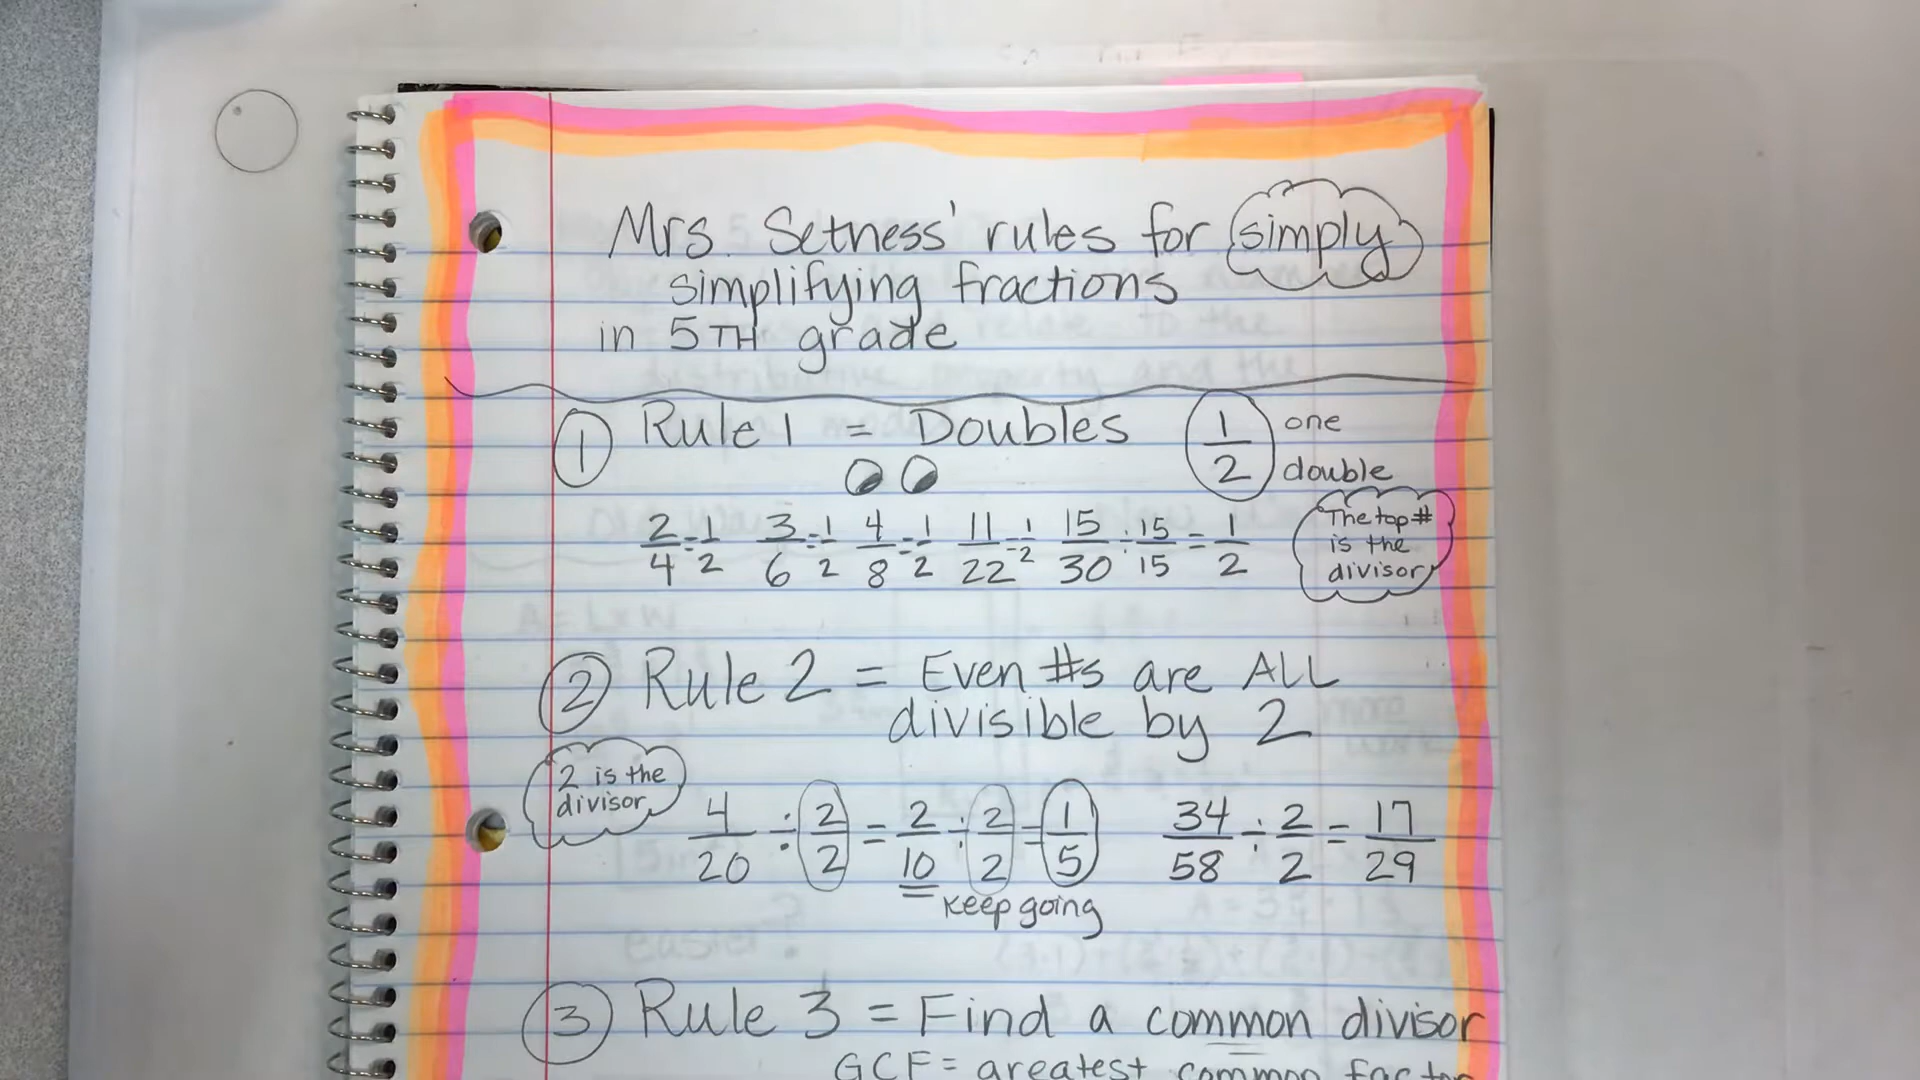 Mrs. Setness' rules for simply
simplifying fractions
in 5TH grade
① Rule 1 = Doubles 1/2 one double
2/4 = 1/2 3/6 = 1/2 4/8 = 1/2 11/22 = 1/2 15/30 ÷ 15/15 = 1/2
The top #
is the
divisor
② Rule 2 = Even #s are ALL
divisible by 2
2 is the
divisor
4/20 ÷ 2/2 = 2/10 ÷ 2/2 = 1/5 34/58 ÷ 2/2 = 17/29
keep going
③ Rule 3 = Find a common divisor
GCF = greatest common factor